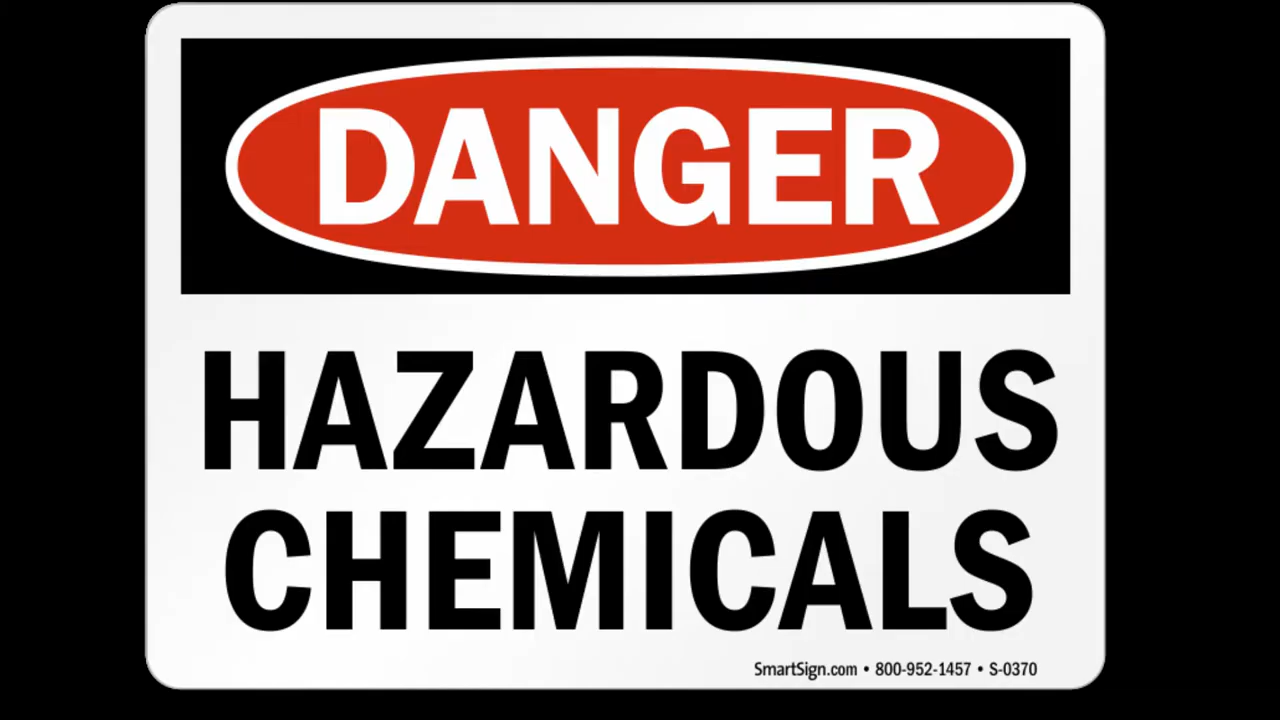 DANGER
HAZARDOUS
CHEMICALS
SmartSign.com • 800-952-1457 • S-0370